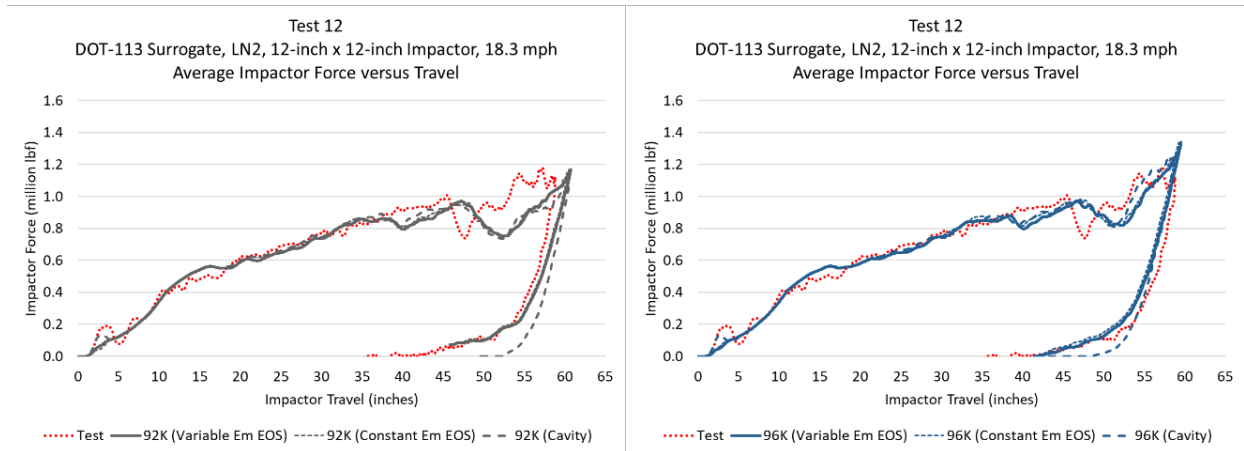 Test 12
DOT-113 Surrogate, LN2, 12-inch x 12-inch Impactor, 18.3 mph
Average Impactor Force versus Travel
Impactor Force (million lbf)
1.6
1.4
1.2
1.0
0.8
0.6
0.4
0.2
0.0
0 5 10 15 20 25 30 35 40 45 50 55 60 65
Impactor Travel (inches)
Test 92K (Variable Em EOS) 92K (Constant Em EOS) 92K (Cavity)
Test 12
DOT-113 Surrogate, LN2, 12-inch x 12-inch Impactor, 18.3 mph
Average Impactor Force versus Travel
Impactor Force (million lbf)
1.6
1.4
1.2
1.0
0.8
0.6
0.4
0.2
0.0
0 5 10 15 20 25 30 35 40 45 50 55 60 65
Impactor Travel (inches)
Test 96K (Variable Em EOS) 96K (Constant Em EOS) 96K (Cavity)